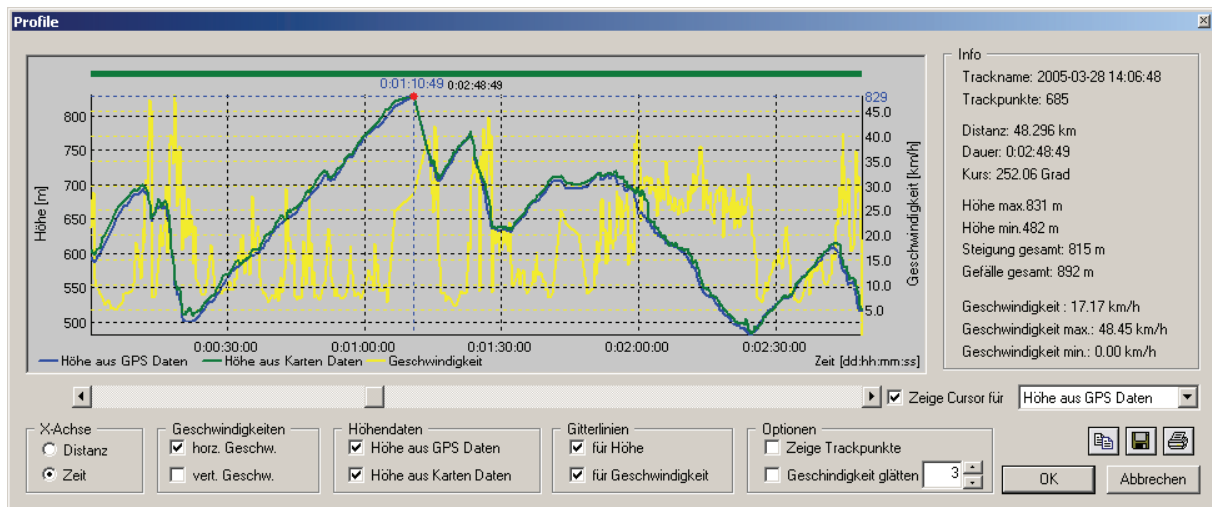 Profile
0:01:10:49 0:02:48:49
829
800
750
700
650
600
550
500
Höhe [m]
45.0
40.0
35.0
30.0
25.0
20.0
15.0
10.0
5.0
Geschwindigkeit [km/h]
0:00:30:00 0:01:00:00 0:01:30:00 0:02:00:00 0:02:30:00
Höhe aus GPS Daten Höhe aus Karten Daten Geschwindigkeit Zeit [dd:hh:mm:ss]
Info
Trackname: 2005-03-28 14:06:48
Trackpunkte: 685
Distanz: 48.296 km
Dauer: 0:02:48:49
Kurs: 252.06 Grad
Höhe max.831 m
Höhe min.482 m
Steigung gesamt: 815 m
Gefälle gesamt: 892 m
Geschwindigkeit : 17.17 km/h
Geschwindigkeit max.: 48.45 km/h
Geschwindigkeit min.: 0.00 km/h
Zeige Cursor für Höhe aus GPS Daten
X-Achse
Distanz
Zeit
Geschwindigkeiten
horz. Geschw.
vert. Geschw.
Höhendaten
Höhe aus GPS Daten
Höhe aus Karten Daten
Gitterlinien
für Höhe
für Geschwindigkeit
Optionen
Zeige Trackpunkte
Geschindigkeit glätten 3
OK Abbrechen